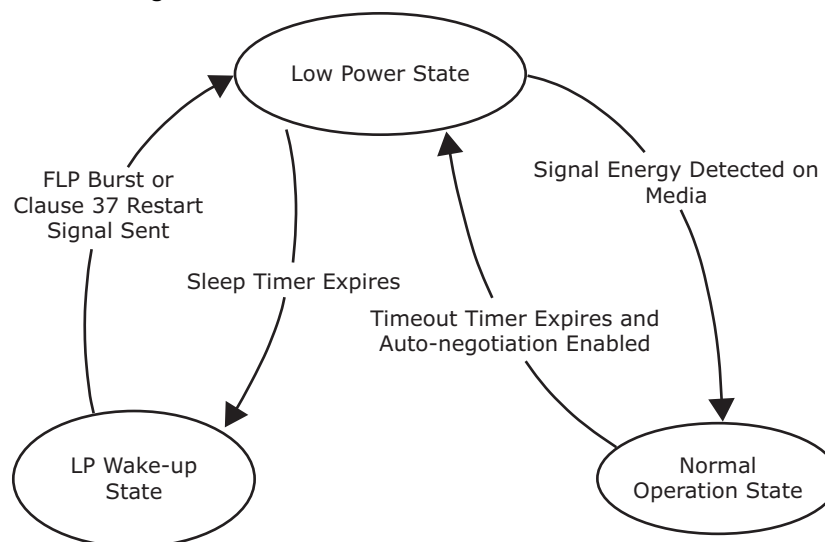 Low Power State
FLP Burst or
Clause 37 Restart
Signal Sent
Signal Energy Detected on
Media
Sleep Timer Expires
Timeout Timer Expires and
Auto-negotiation Enabled
LP Wake-up
State
Normal
Operation State